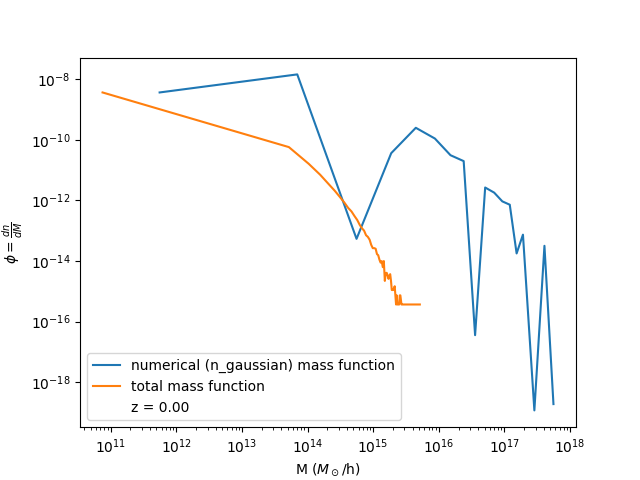 10⁻⁸
10⁻¹⁰
10⁻¹²
10⁻¹⁴
10⁻¹⁶
10⁻¹⁸
ϕ = dn/dM
numerical (n_gaussian) mass function
total mass function
z = 0.00
10¹¹ 10¹² 10¹³ 10¹⁴ 10¹⁵ 10¹⁶ 10¹⁷ 10¹⁸
M (M_☉/h)